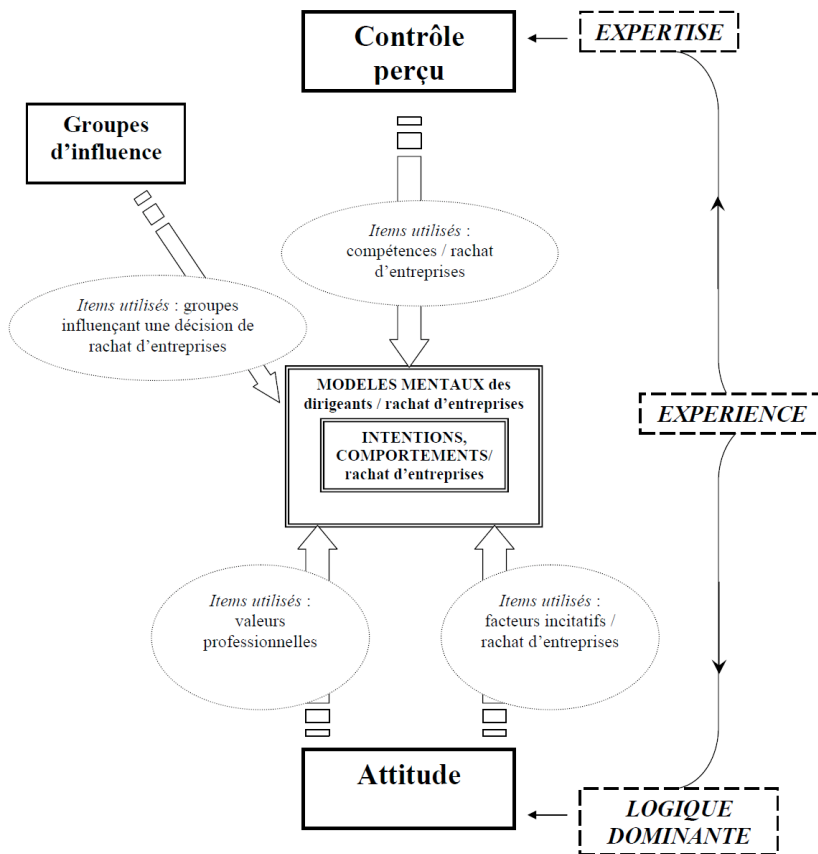 Contrôle
perçu
EXPERTISE
Groupes
d’influence
Items utilisés :
compétences / rachat
d’entreprises
Items utilisés : groupes
influençant une décision de
rachat d’entreprises
MODELES MENTAUX des
dirigeants / rachat d’entreprises
INTENTIONS,
COMPORTEMENTS/
rachat d’entreprises
EXPERIENCE
Items utilisés :
valeurs
professionnelles
Items utilisés :
facteurs incitatifs /
rachat d’entreprises
Attitude
LOGIQUE
DOMINANTE